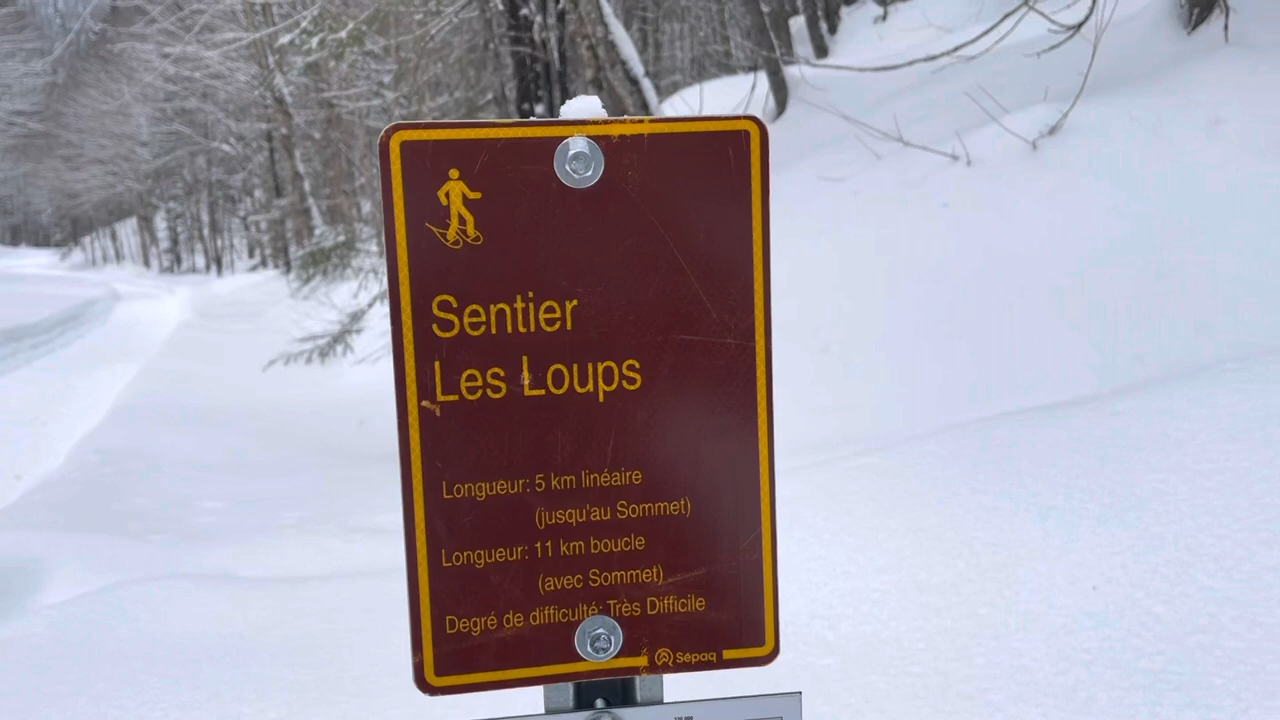 Sentier
Les Loups
Longueur: 5 km linéaire
(jusqu'au Sommet)
Longueur: 11 km boucle
(avec Sommet)
Degré de difficulté: Très Difficile
Sépaq